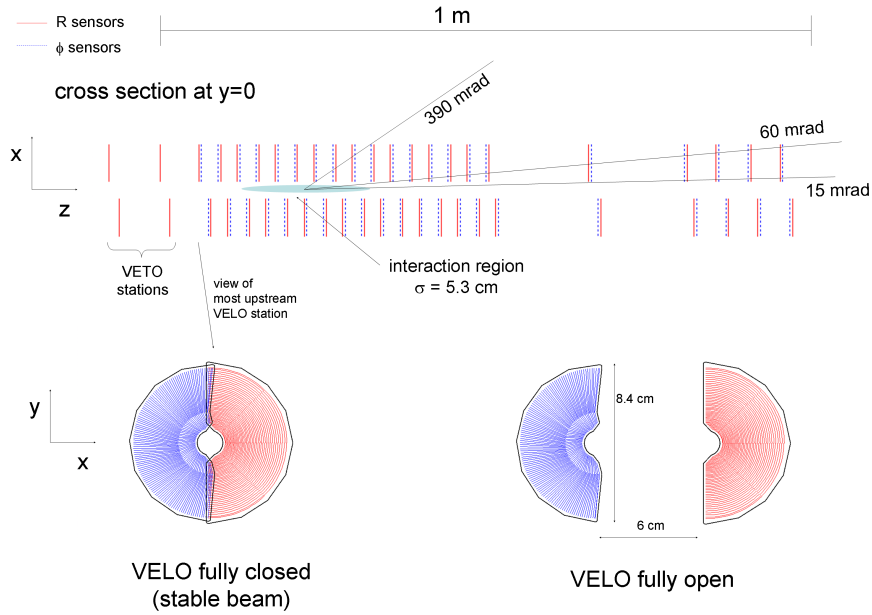 R sensors
ϕ sensors
1 m
cross section at y=0
390 mrad
60 mrad
15 mrad
x
z
VETO
stations
interaction region
σ = 5.3 cm
view of
most upstream
VELO station
y
x
8.4 cm
6 cm
VELO fully closed
(stable beam)
VELO fully open